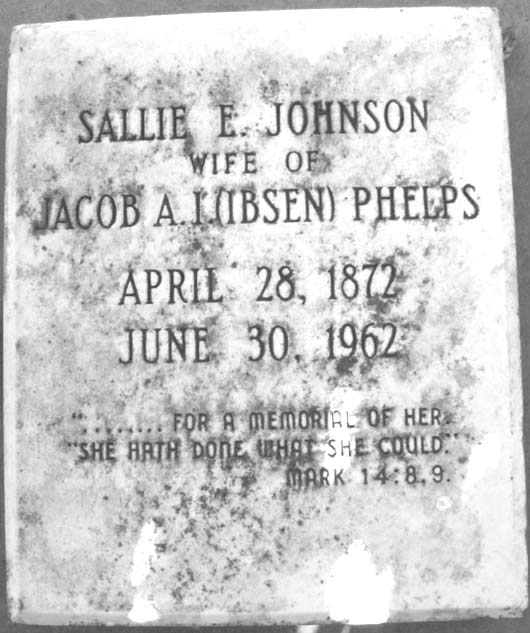 SALLIE E. JOHNSON
WIFE OF
JACOB A. I. (IBSEN) PHELPS
APRIL 28, 1872
JUNE 30, 1962
"........ FOR A MEMORIAL OF HER.
"SHE HATH DONE WHAT SHE COULD."
MARK 14:8,9.